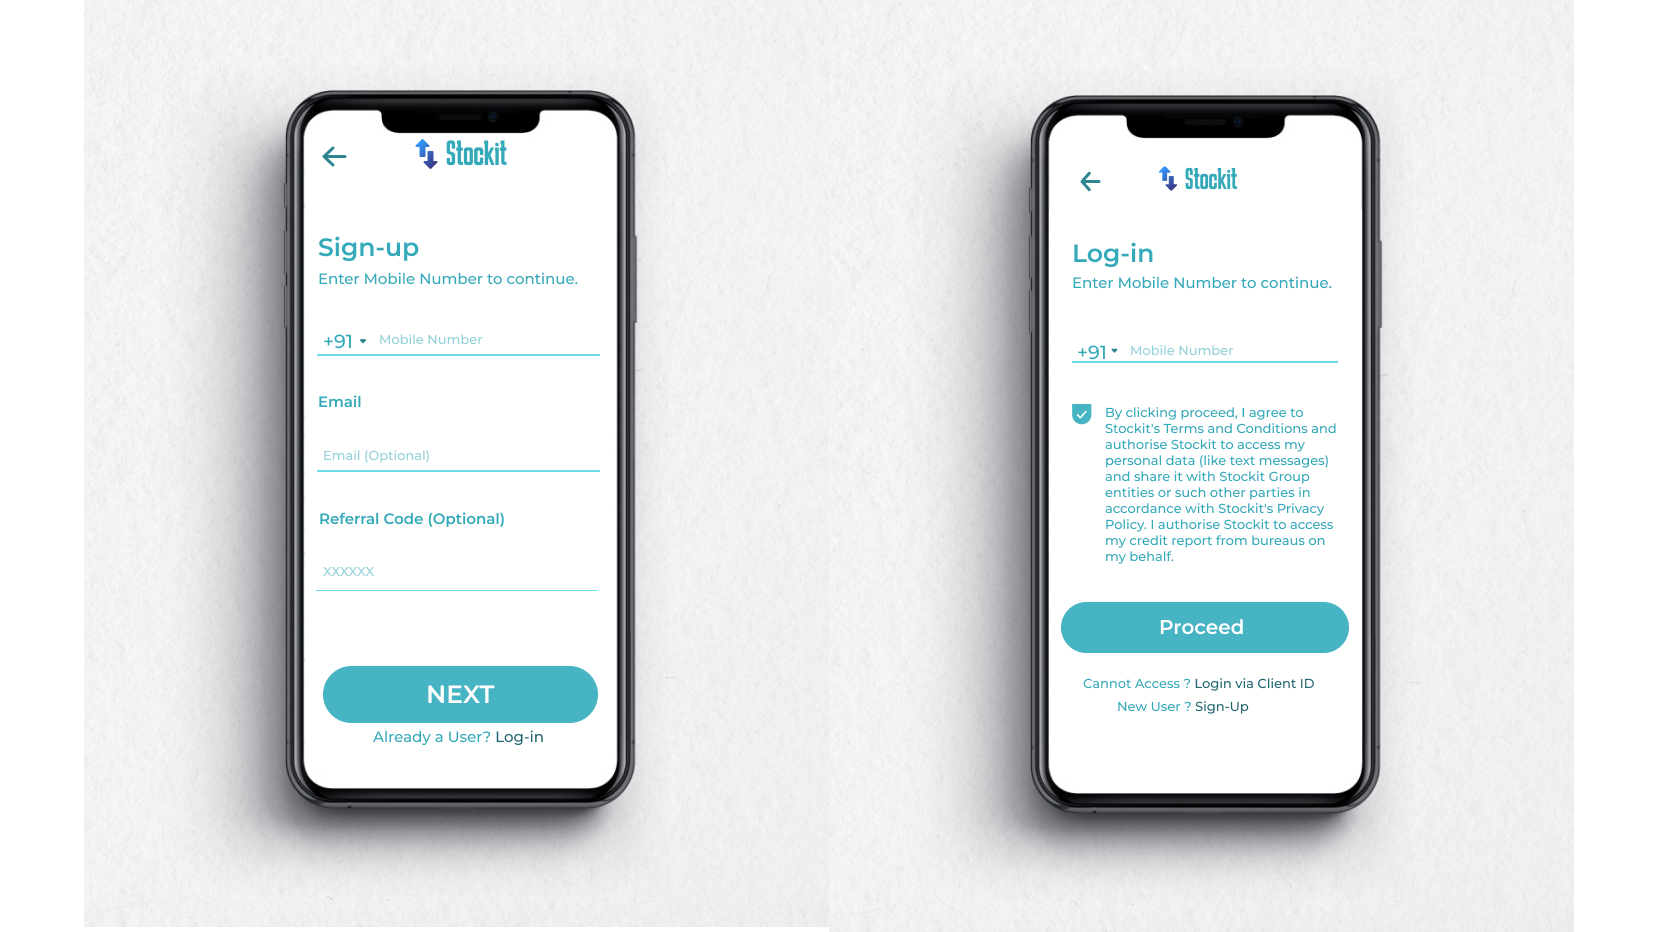 Stockit
Sign-up
Enter Mobile Number to continue.
+91 Mobile Number
Email
Email (Optional)
Referral Code (Optional)
XXXXXX
NEXT
Already a User? Log-in
Stockit
Log-in
Enter Mobile Number to continue.
+91 Mobile Number
By clicking proceed, I agree to
Stockit's Terms and Conditions and
authorise Stockit to access my
personal data (like text messages)
and share it with Stockit Group
entities or such other parties in
accordance with Stockit's Privacy
Policy. I authorise Stockit to access
my credit report from bureaus on
my behalf.
Proceed
Cannot Access ? Login via Client ID
New User ? Sign-Up